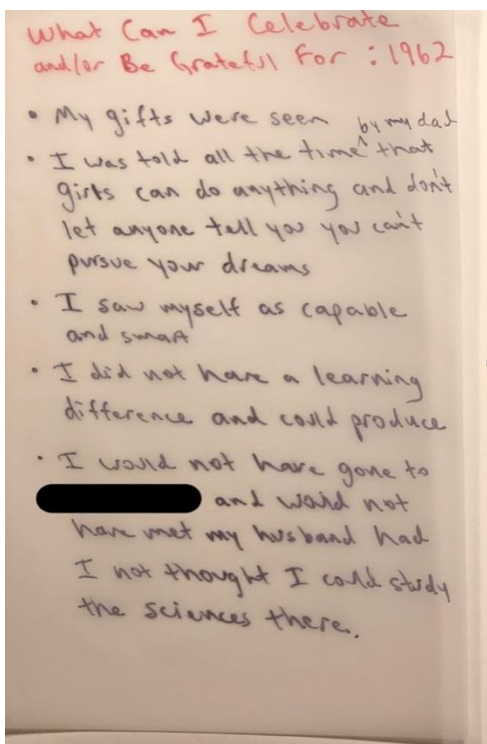 What Can I Celebrate
and/or Be Grateful For : 1962
• My gifts were seen
• I was told all the time ^by my dad that
girls can do anything and don't
let anyone tell you you can't
pursue your dreams
• I saw myself as capable
and smart
• I did not have a learning
difference and could produce
• I would not have gone to
and would not
have met my husband had
I not thought I could study
the sciences there.